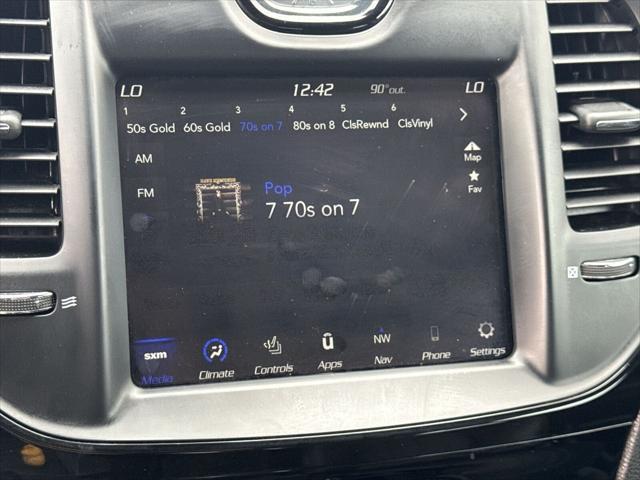 LO 12:42 90° out. LO
1 2 3 4 5 6
50s Gold 60s Gold 70s on 7 80s on 8 ClsRewnd ClsVinyl
AM
Map
FM
Fav
Pop
7 70s on 7
sxm NW
Media Climate Controls Apps Nav Phone Settings